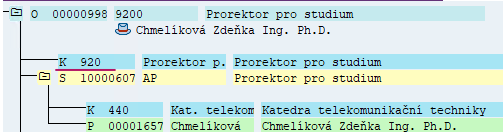 O 00000998 9200 Prorektor pro studium
Chmelíková Zdeňka Ing. Ph.D.
K 920 Prorektor p. Prorektor pro studium
S 10000607 AP Prorektor pro studium
K 440 Kat. telekom Katedra telekomunikační techniky
P 00001657 Chmelíková Chmelíková Zdeňka Ing. Ph.D.